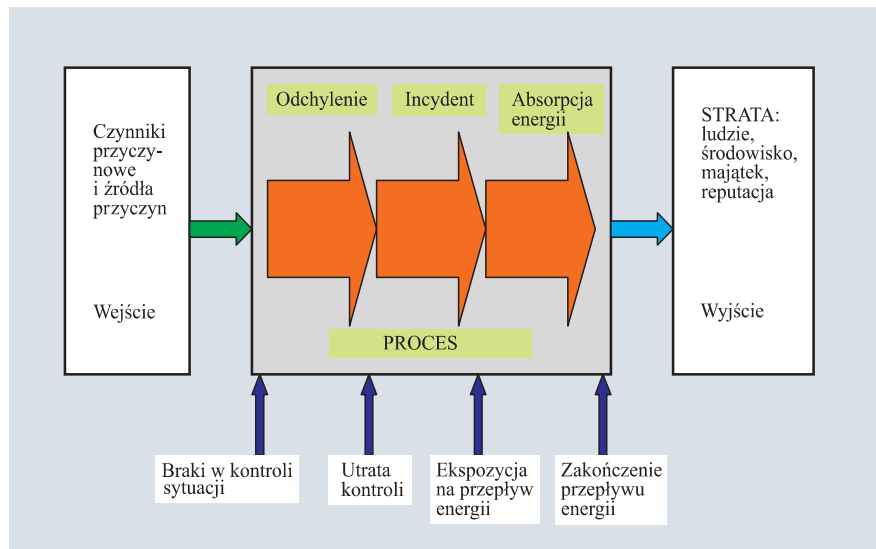 Czynniki
przyczy-
nowe
i źródła
przyczyn
Wejście
Odchylenie
Incydent
Absorpcja
energii
PROCES
STRATA:
ludzie,
środowisko,
majątek,
reputacja
Wyjście
Braki w kontroli
sytuacji
Utrata
kontroli
Ekspozycja
na przepływ
energii
Zakończenie
przepływu
energii